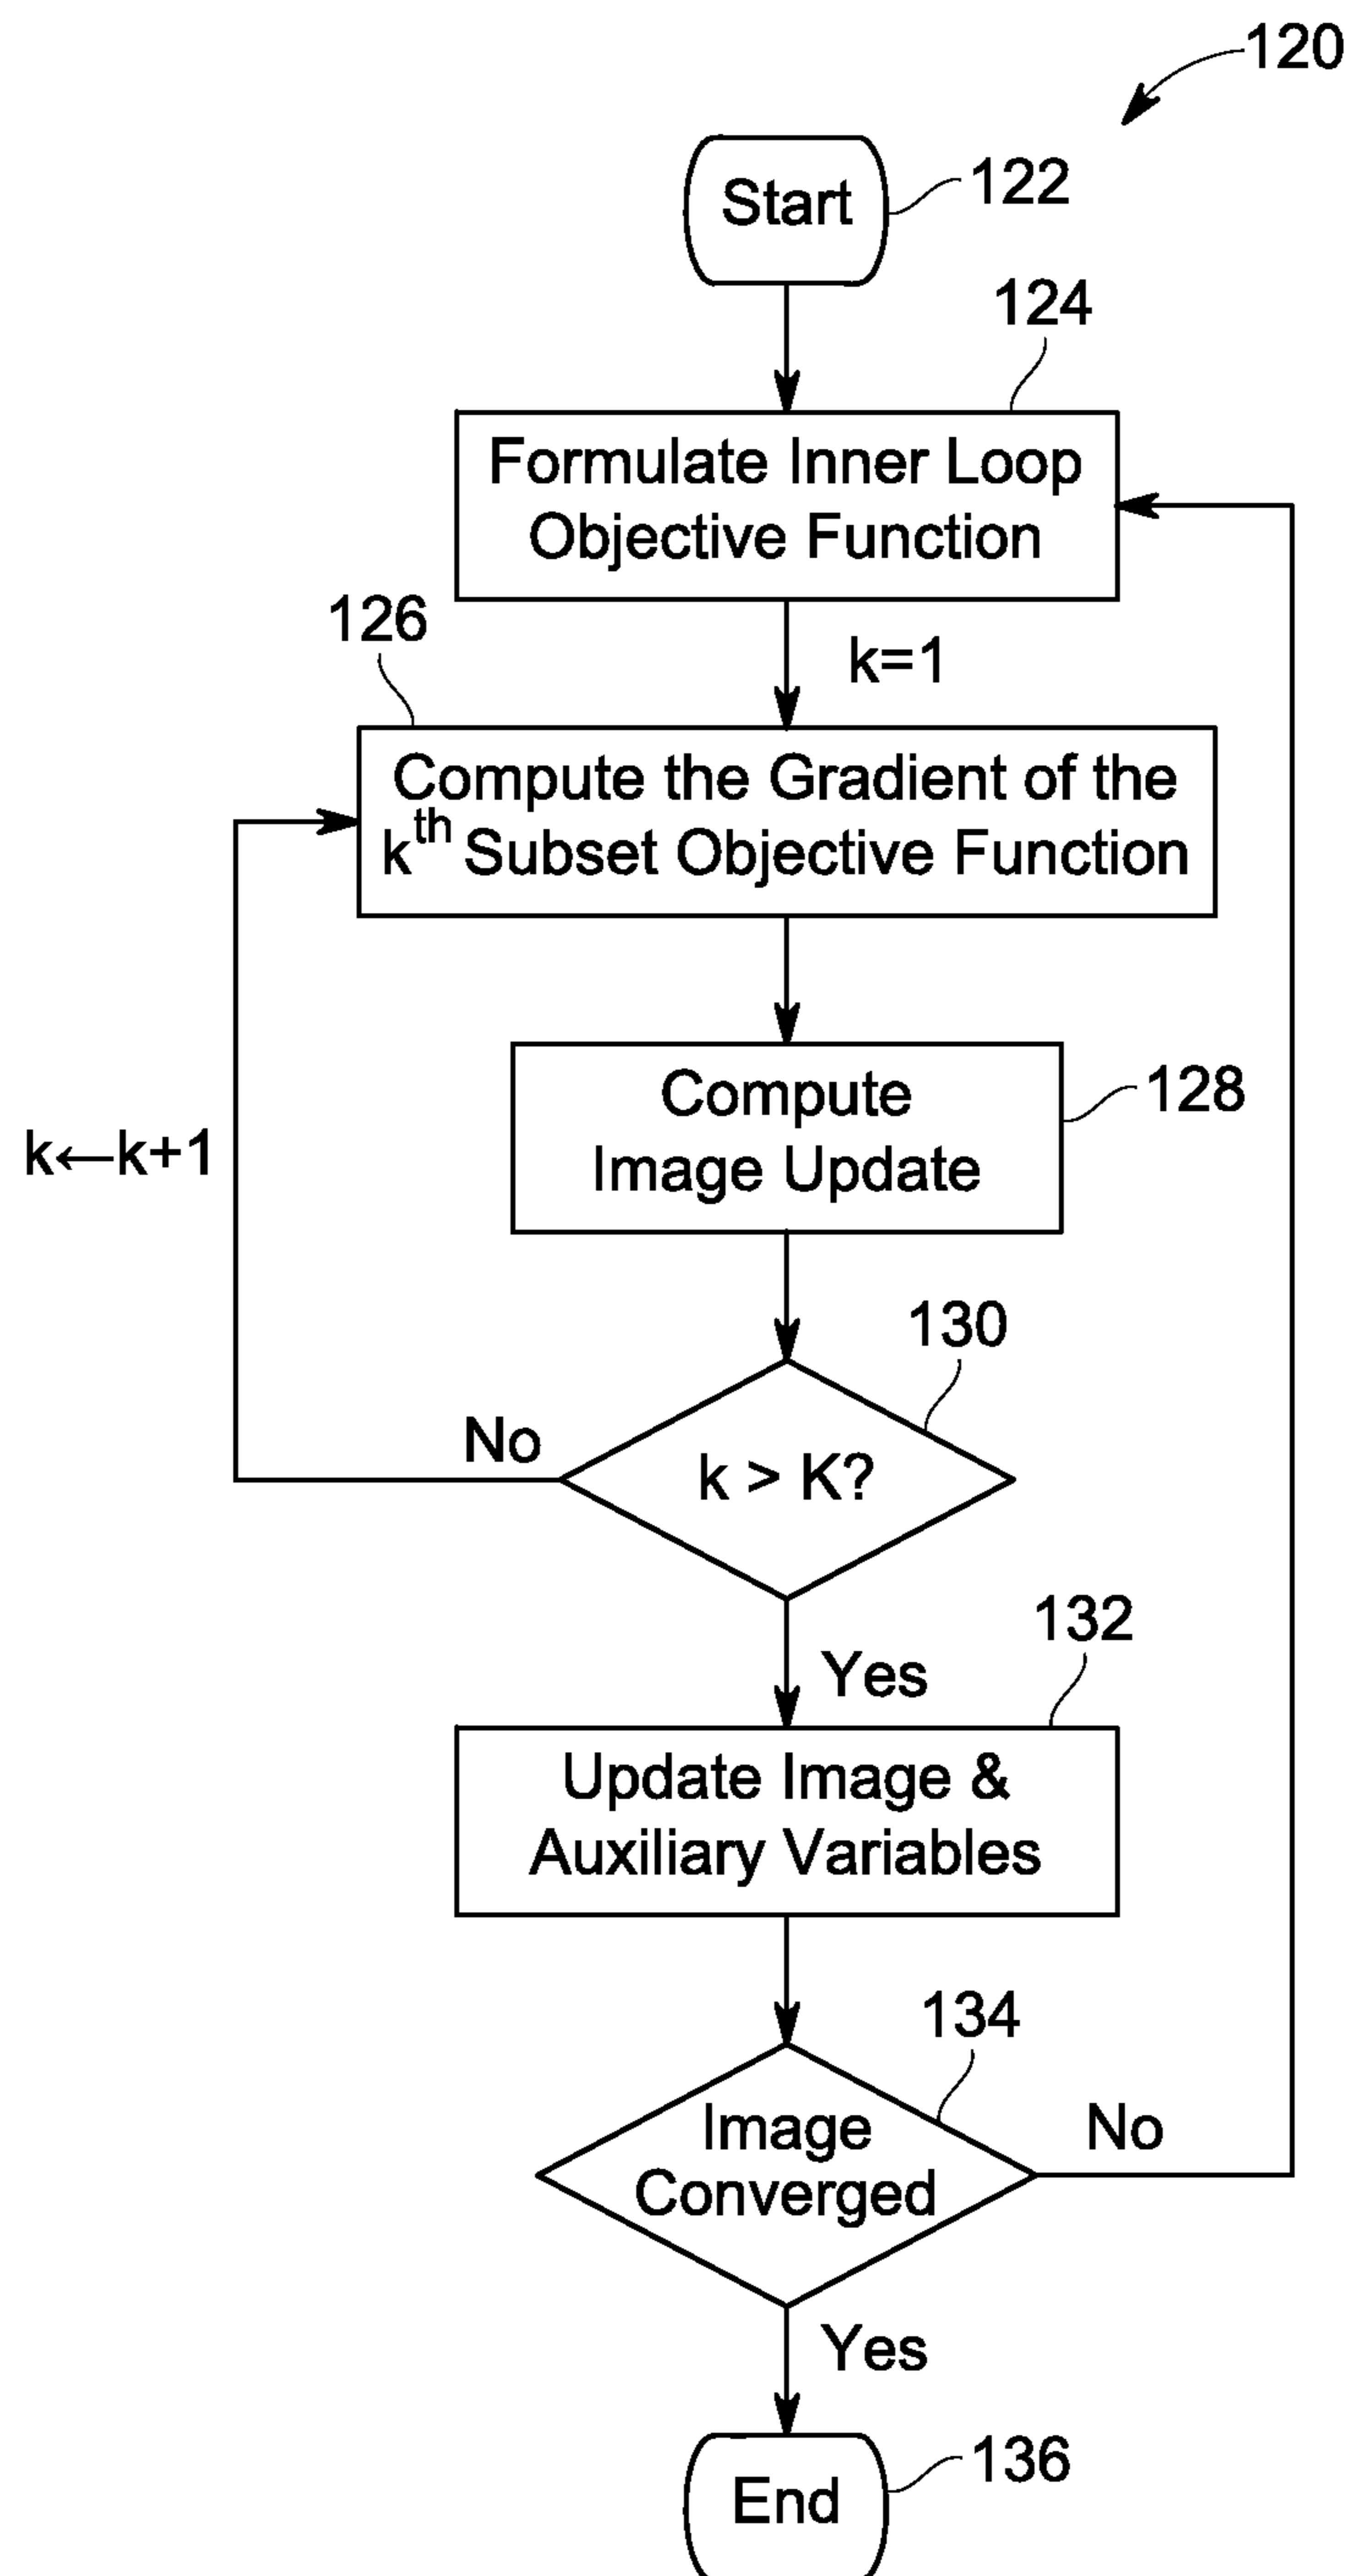 120
Start
122
124
Formulate Inner Loop
Objective Function
126
k=1
Compute the Gradient of the
kth Subset Objective Function
Compute
Image Update
128
k←k+1
130
No
k > K?
132
Yes
Update Image &
Auxiliary Variables
134
Image
Converged
No
Yes
End
136